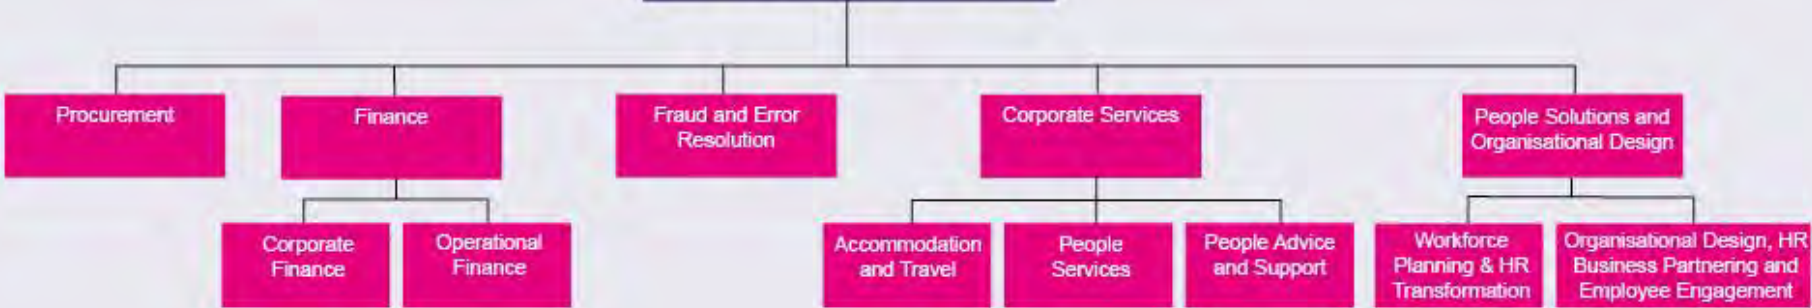 Procurement
Finance
Fraud and Error
Resolution
Corporate Services
People Solutions and
Organisational Design
Corporate
Finance
Operational
Finance
Accommodation
and Travel
People
Services
People Advice
and Support
Workforce
Planning & HR
Transformation
Organisational Design, HR
Business Partnering and
Employee Engagement